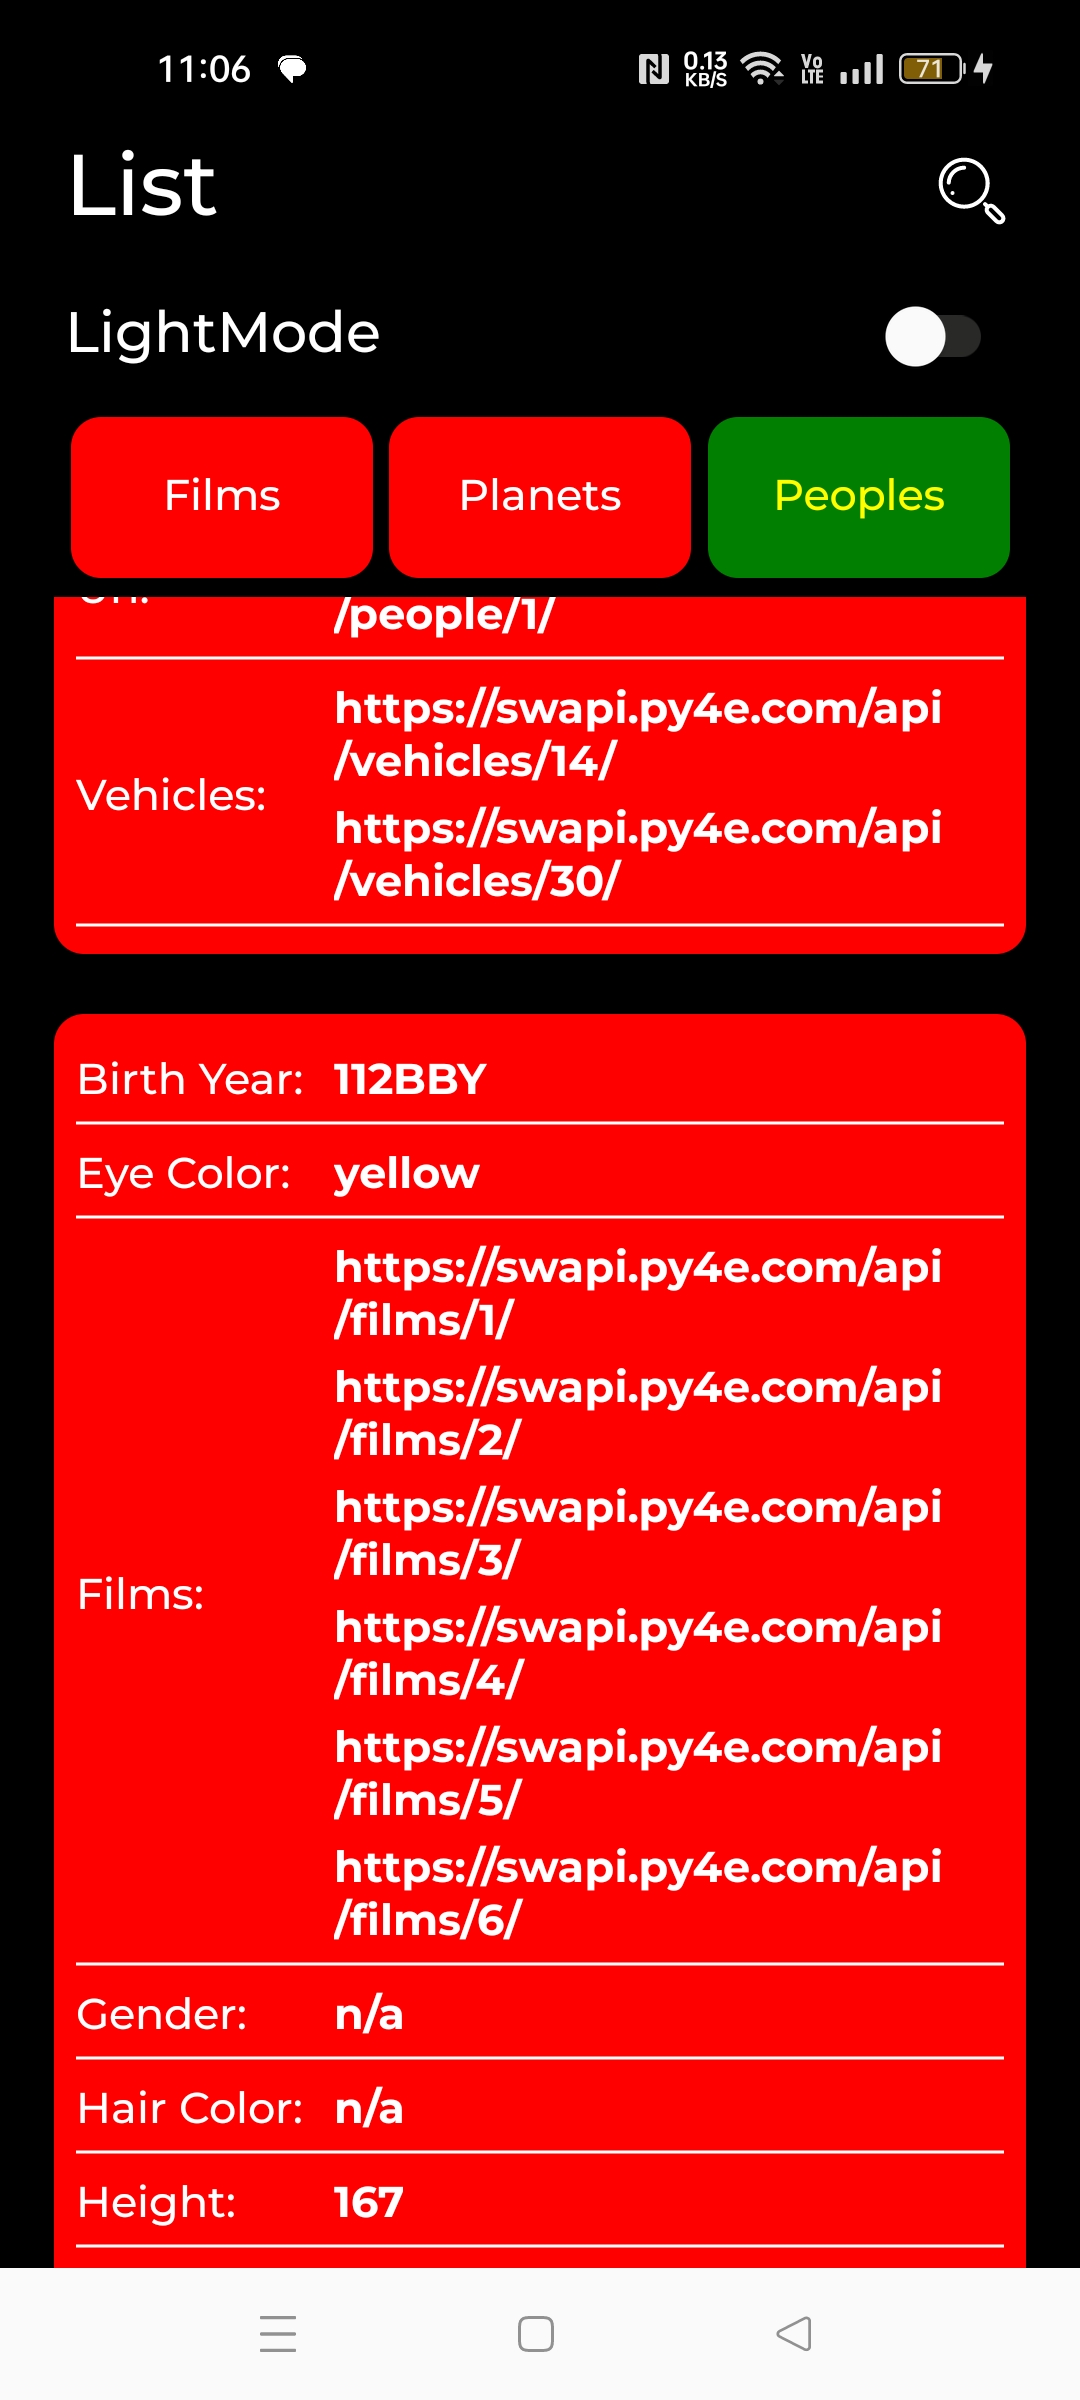 11:06
0.13
KB/S
Vo
LTE
71
List
LightMode
Films
Planets
Peoples
/people/1/
https://swapi.py4e.com/api
/vehicles/14/
Vehicles:
https://swapi.py4e.com/api
/vehicles/30/
Birth Year: 112BBY
Eye Color: yellow
https://swapi.py4e.com/api
/films/1/
https://swapi.py4e.com/api
/films/2/
https://swapi.py4e.com/api
/films/3/
Films:
https://swapi.py4e.com/api
/films/4/
https://swapi.py4e.com/api
/films/5/
https://swapi.py4e.com/api
/films/6/
Gender: n/a
Hair Color: n/a
Height: 167